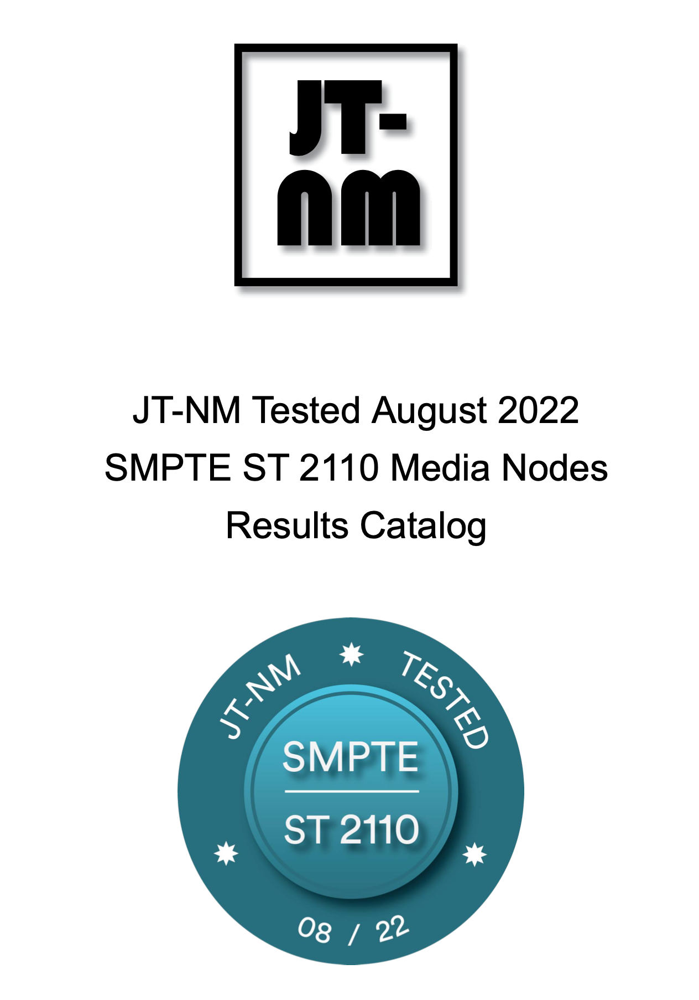 JT-
nm
JT-NM Tested August 2022
SMPTE ST 2110 Media Nodes
Results Catalog
JT-NM TESTED
SMPTE
ST 2110
08 / 22